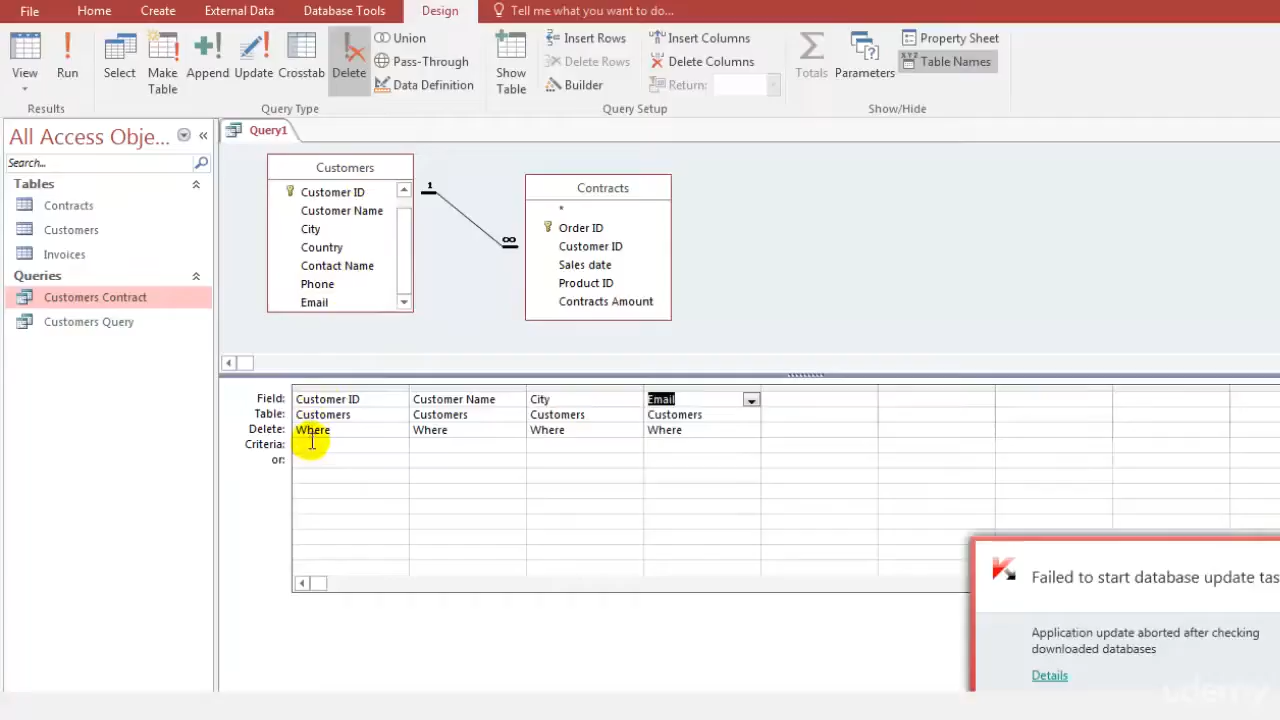 File Home Create External Data Database Tools Design Tell me what you want to do...
View Run Select Make Table Append Update Crosstab Delete
Union
Pass-Through
Data Definition
Show Table
Insert Rows
Delete Rows
Builder
Insert Columns
Delete Columns
Return:
Totals Parameters
Property Sheet
XYZ Table Names
Results Query Type Query Setup Show/Hide
All Access Obje... «
Search...
Tables
Contracts
Customers
Invoices
Queries
Customers Contract
Customers Query
Query1
Customers
Customer ID
Customer Name
City
Country
Contact Name
Phone
Email
1
∞
Contracts
*
Order ID
Customer ID
Sales date
Product ID
Contracts Amount
Field: Customer ID Customer Name City Email
Table: Customers Customers Customers Customers
Delete: Where Where Where Where
Criteria:
or:
Failed to start database update tas
Application update aborted after checking
downloaded databases
Details
udemy